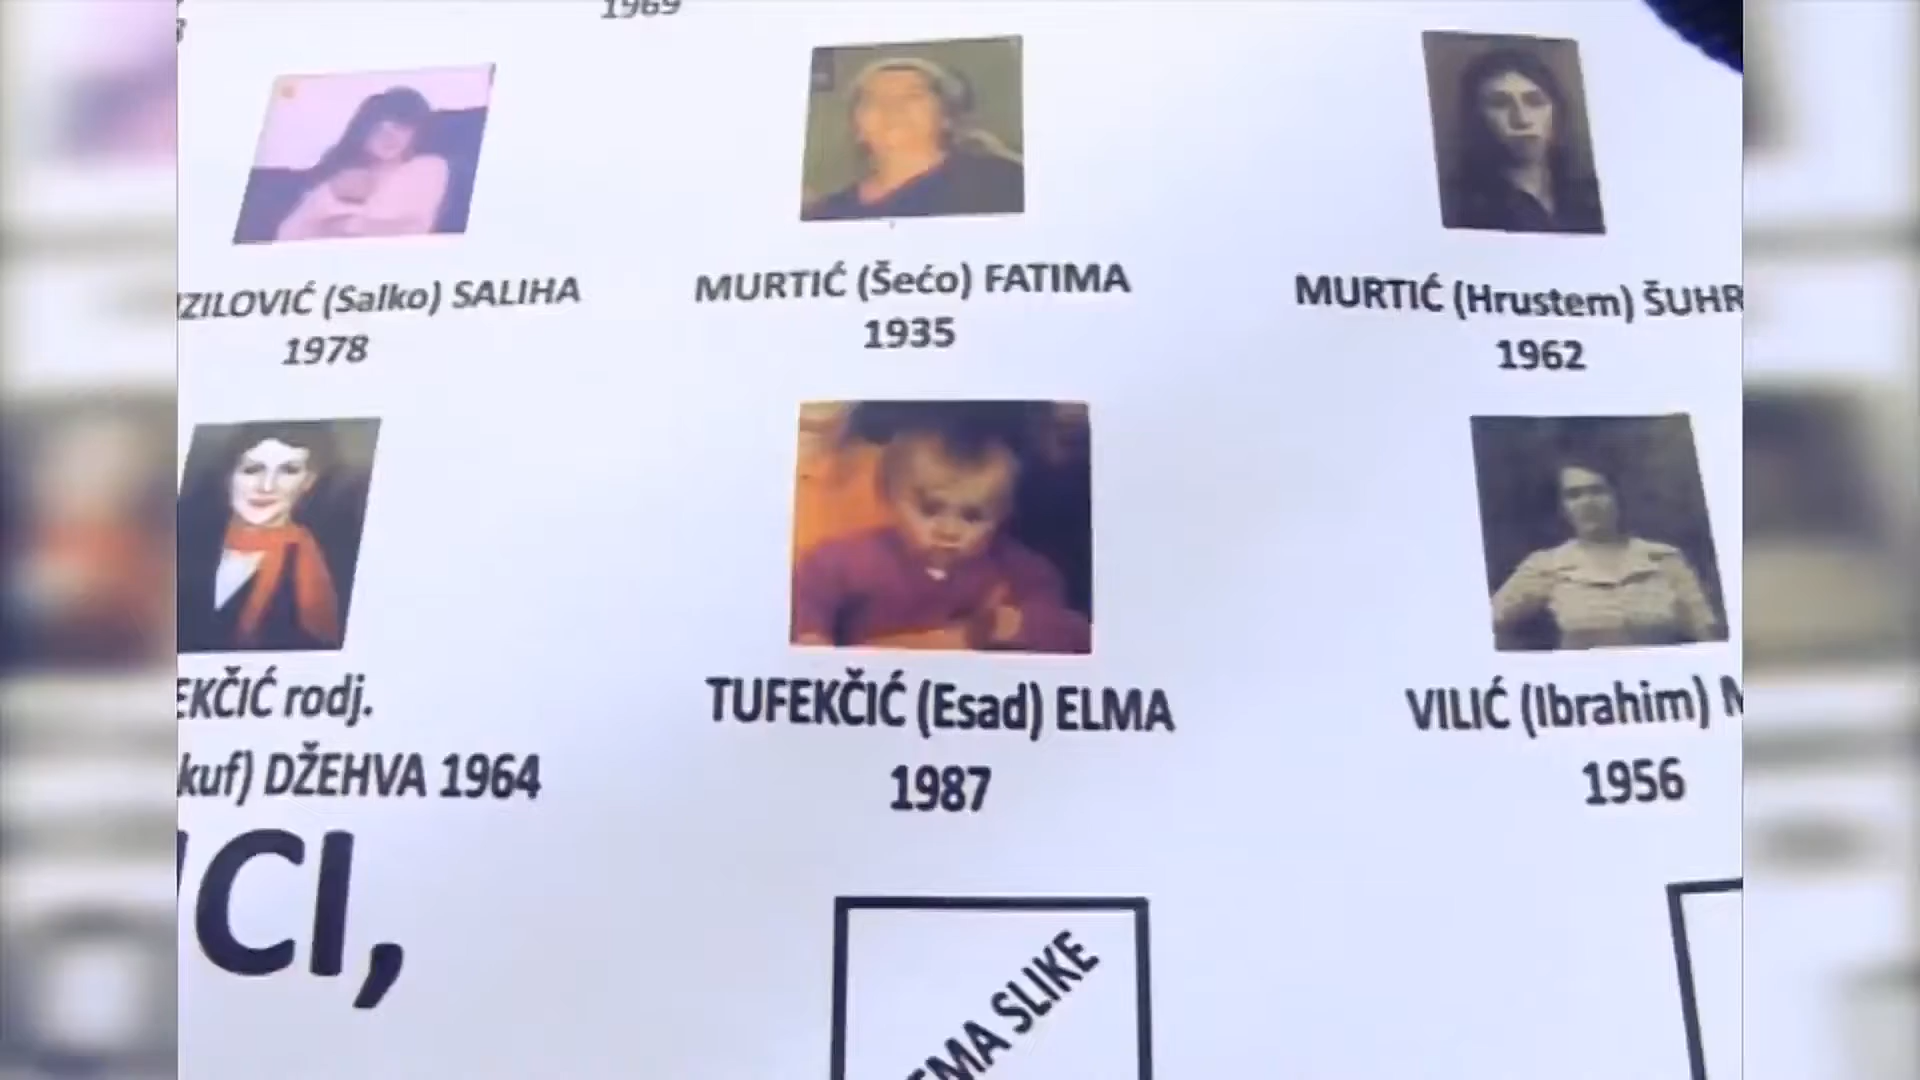 1969
ZILOVIĆ (Salko) SALIHA
1978
MURTIĆ (Šećo) FATIMA
1935
MURTIĆ (Hrustem) ŠUHR
1962
EKČIĆ rodj.
kuf) DŽEHVA 1964
TUFEKČIĆ (Esad) ELMA
1987
VILIĆ (Ibrahim)
1956
CI,
EMA SLIKE